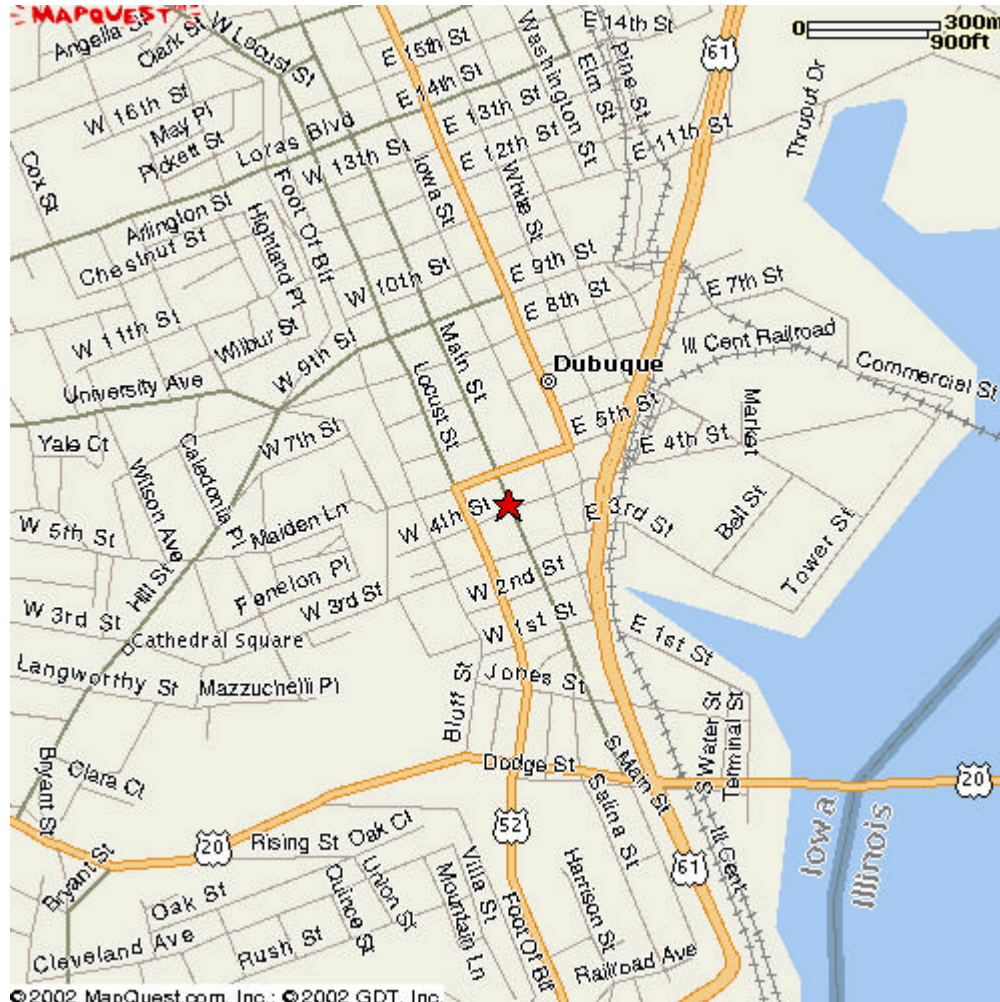 MAPQUEST
0 300m
900ft
Angella St
Clark St
W Locust St
E 15th St
E 14th St
Washington St
Elm St
Pine St
E 14th St
61
Thruput Dr
W 16th St
May Pl
Pickett St
Loras Blvd
E 13th St
E 12th St
E 11th St
Cox St
W 13th St
Iowa St
White St
Foot Of Blf
Highland Pl
Arlington St
Chestnut St
W 10th St
E 9th St
E 8th St
E 7th St
W 11th St
Wilbur St
W 9th St
Main St
Locust St
Ill Cent Railroad
Commercial St
University Ave
Dubuque
E 5th St
E 4th St
Market
Yale Ct
W 7th St
Caledonia Pl
Wilson Ave
Maiden Ln
W 4th St
E 3rd St
Bell St
Tower St
W 5th St
Hill St
Fenelon Pl
W 3rd St
W 2nd St
W 1st St
E 1st St
W 3rd St
Cathedral Square
Langworthy St
Mazzuchelli Pl
Bluff St
Jones St
S Water St
Terminal St
Bryant St
Clara Ct
Dodge St
S Main St
Salina St
20
Iowa
Illinois
20
Rising St
Oak Ct
52
61
Ill Cent
Bryant St
Oak St
Quince St
Union St
Mountain Ln
Villa St
Foot Of Blf
Harrison St
Cleveland Ave
Rush St
Railroad Ave
©2002 MapQuest.com, Inc.; ©2002 GDT, Inc.